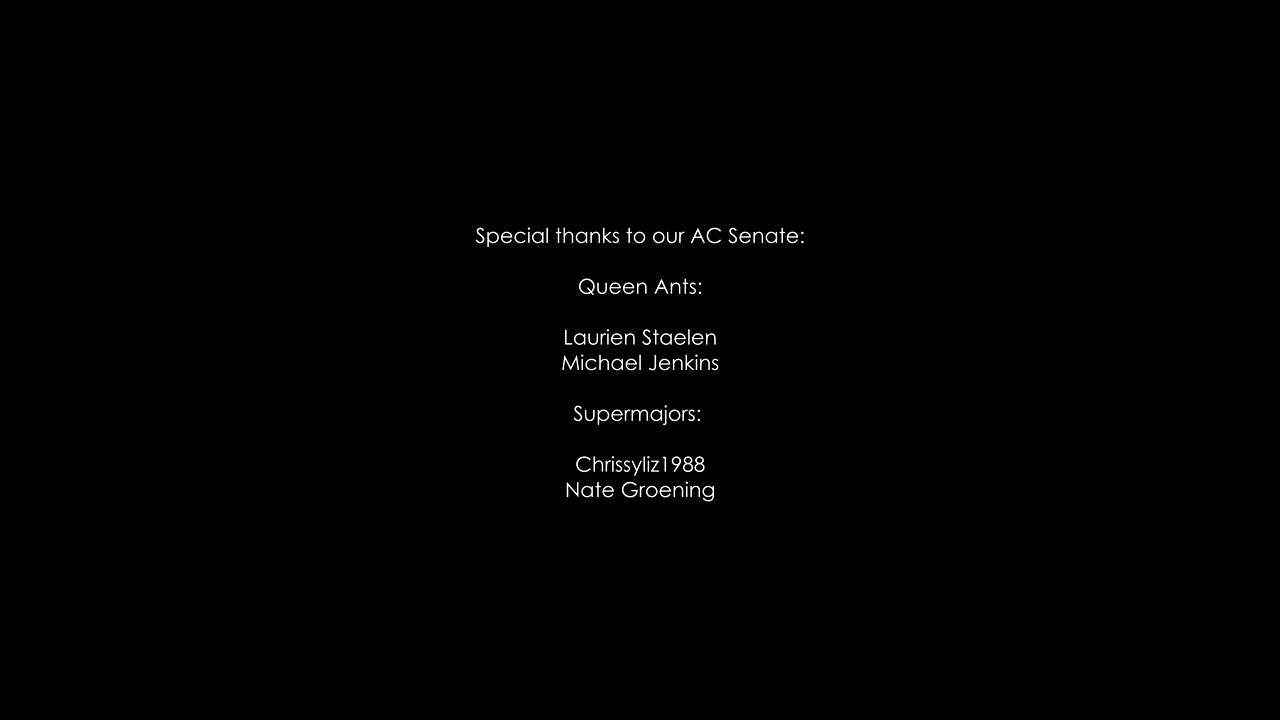 Special thanks to our AC Senate:
Queen Ants:
Laurien Staelen
Michael Jenkins
Supermajors:
Chrissyliz1988
Nate Groening